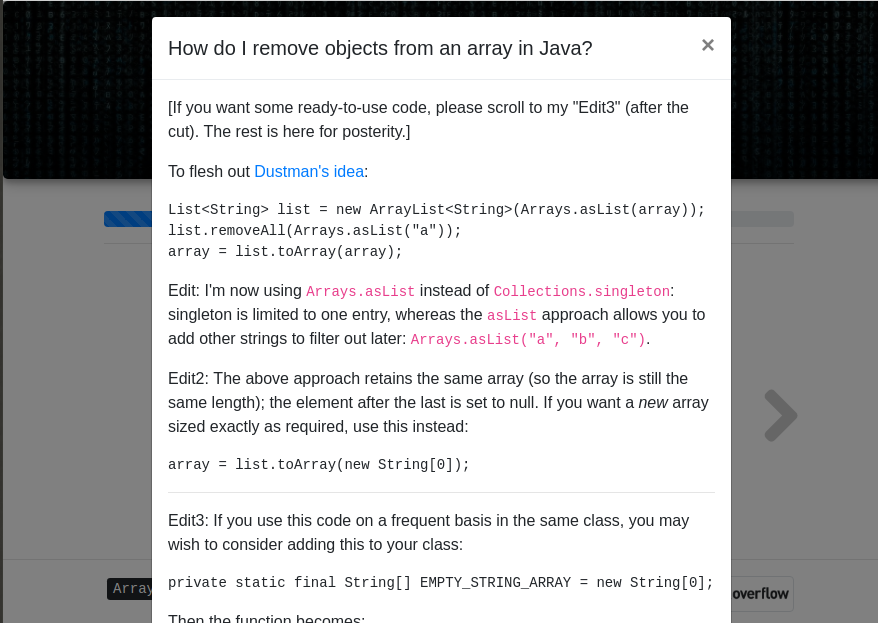 How do I remove objects from an array in Java?
×
[If you want some ready-to-use code, please scroll to my "Edit3" (after the
cut). The rest is here for posterity.]
To flesh out Dustman's idea:
List<String> list = new ArrayList<String>(Arrays.asList(array));
list.removeAll(Arrays.asList("a"));
array = list.toArray(array);
Edit: I'm now using Arrays.asList instead of Collections.singleton:
singleton is limited to one entry, whereas the asList approach allows you to
add other strings to filter out later: Arrays.asList("a", "b", "c").
Edit2: The above approach retains the same array (so the array is still the
same length); the element after the last is set to null. If you want a new array
sized exactly as required, use this instead:
array = list.toArray(new String[0]);
Edit3: If you use this code on a frequent basis in the same class, you may
wish to consider adding this to your class:
private static final String[] EMPTY_STRING_ARRAY = new String[0];
Array
overflow
Then the function becomes: